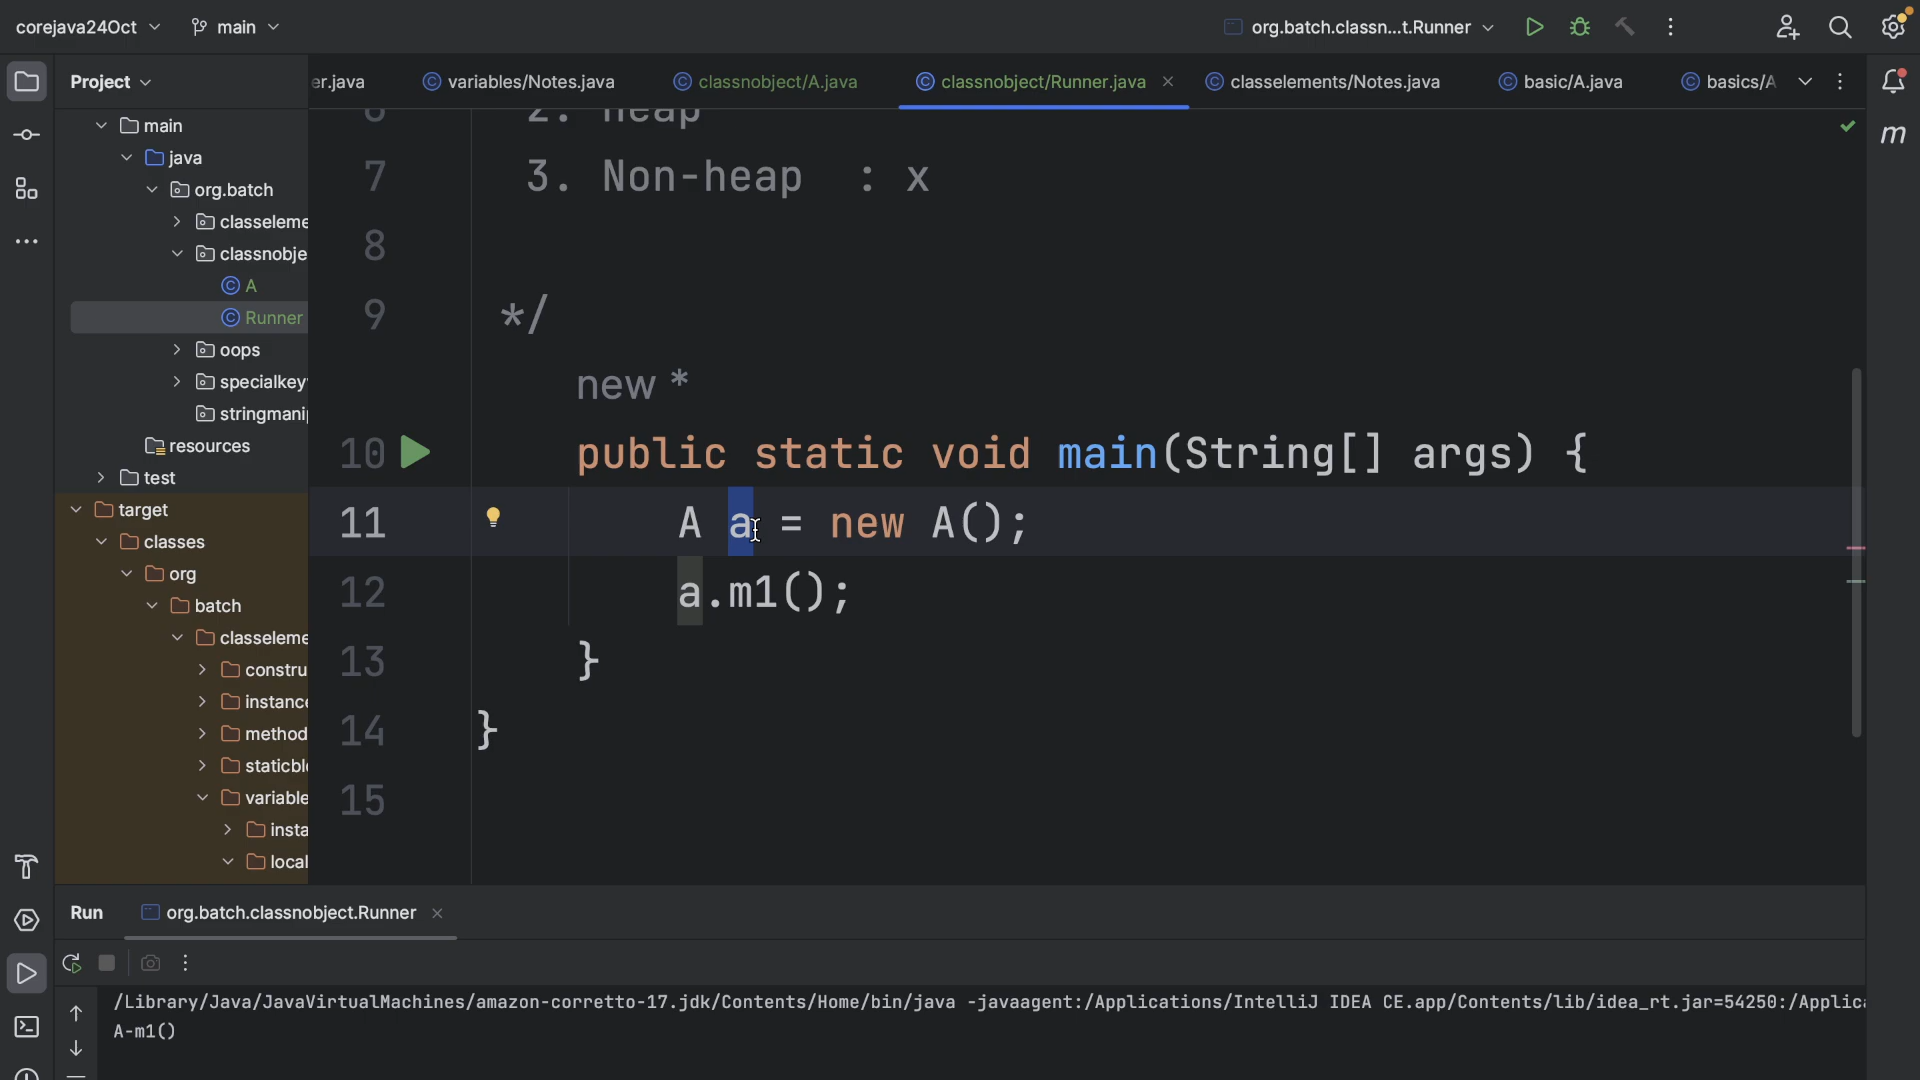 corejava24Oct main org.batch.classn...t.Runner
Project er.java variables/Notes.java classnobject/A.java classnobject/Runner.java classelements/Notes.java basic/A.java basics/A
main
java
org.batch
classeleme
classnobje
A
Runner
oops
specialkey
stringmani
resources
test
target
classes
org
batch
classeleme
constru
instanc
method
staticbl
variable
insta
local
6 2. heap
7 3. Non-heap : x
8
9 */
new *
10 public static void main(String[] args) {
11 A a = new A();
12 a.m1();
13 }
14 }
15
m
Run org.batch.classnobject.Runner
/Library/Java/JavaVirtualMachines/amazon-corretto-17.jdk/Contents/Home/bin/java -javaagent:/Applications/IntelliJ IDEA CE.app/Contents/lib/idea_rt.jar=54250:/Applica
A-m1()